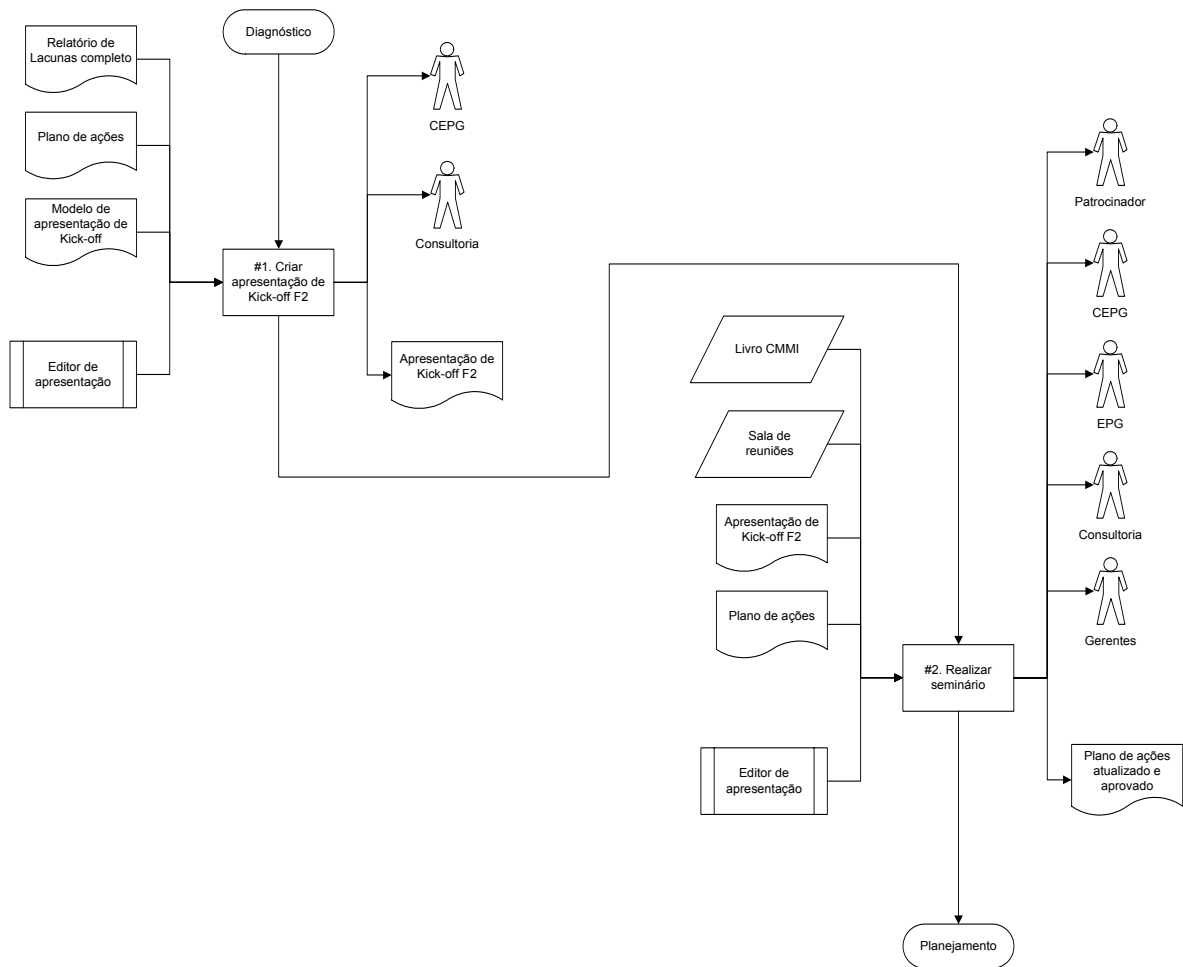 Diagnóstico
Relatório de
Lacunas completo
CEPG
Plano de ações
Consultoria
Modelo de
apresentação de
Kick-off
#1. Criar
apresentação de
Kick-off F2
Editor de
apresentação
Apresentação de
Kick-off F2
Patrocinador
CEPG
Livro CMMI
EPG
Sala de
reuniões
Consultoria
Apresentação de
Kick-off F2
Plano de ações
Gerentes
#2. Realizar
seminário
Editor de
apresentação
Plano de ações
atualizado e
aprovado
Planejamento